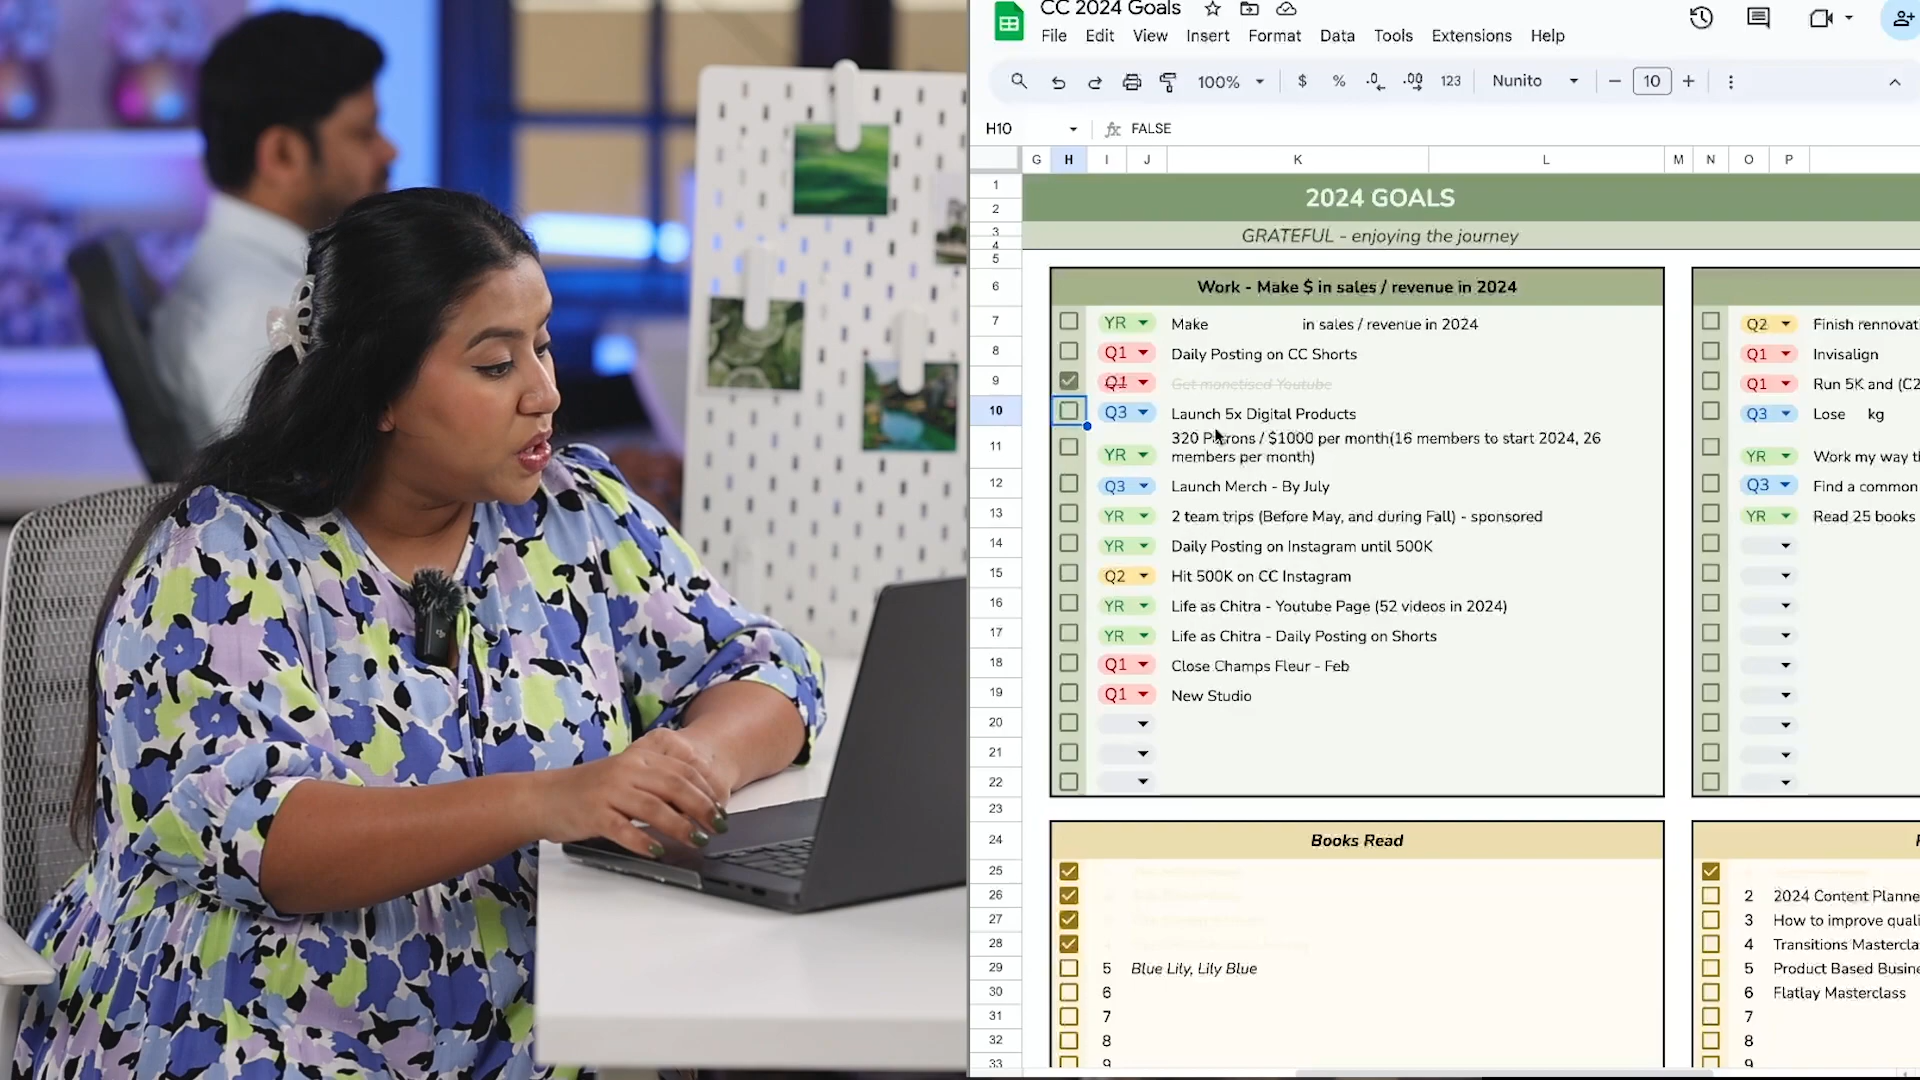 CC 2024 Goals
File Edit View Insert Format Data Tools Extensions Help
100% $ % .0 .00 123 Nunito 10
H10 FALSE
G H I J K L M N O P
1 2024 GOALS
2
3 GRATEFUL - enjoying the journey
4
5
6 Work - Make $ in sales / revenue in 2024
7 YR Make in sales / revenue in 2024 Q2 Finish rennovat
8 Q1 Daily Posting on CC Shorts Q1 Invisalign
9 Q1 Get monetised Youtube Q1 Run 5K and (C2
10 Q3 Launch 5x Digital Products Q3 Lose kg
11 YR 320 Patrons / $1000 per month(16 members to start 2024, 26
members per month) YR Work my way th
12 Q3 Launch Merch - By July Q3 Find a common
13 YR 2 team trips (Before May, and during Fall) - sponsored YR Read 25 books
14 YR Daily Posting on Instagram until 500K
15 Q2 Hit 500K on CC Instagram
16 YR Life as Chitra - Youtube Page (52 videos in 2024)
17 YR Life as Chitra - Daily Posting on Shorts
18 Q1 Close Champs Fleur - Feb
19 Q1 New Studio
20
21
22
23
24 Books Read
25
26 2 2024 Content Planne
27 3 How to improve quali
28 4 Transitions Mastercla
29 5 Blue Lily, Lily Blue 5 Product Based Busin
30 6 6 Flatlay Masterclass
31 7 7
32 8 8
33 9 9